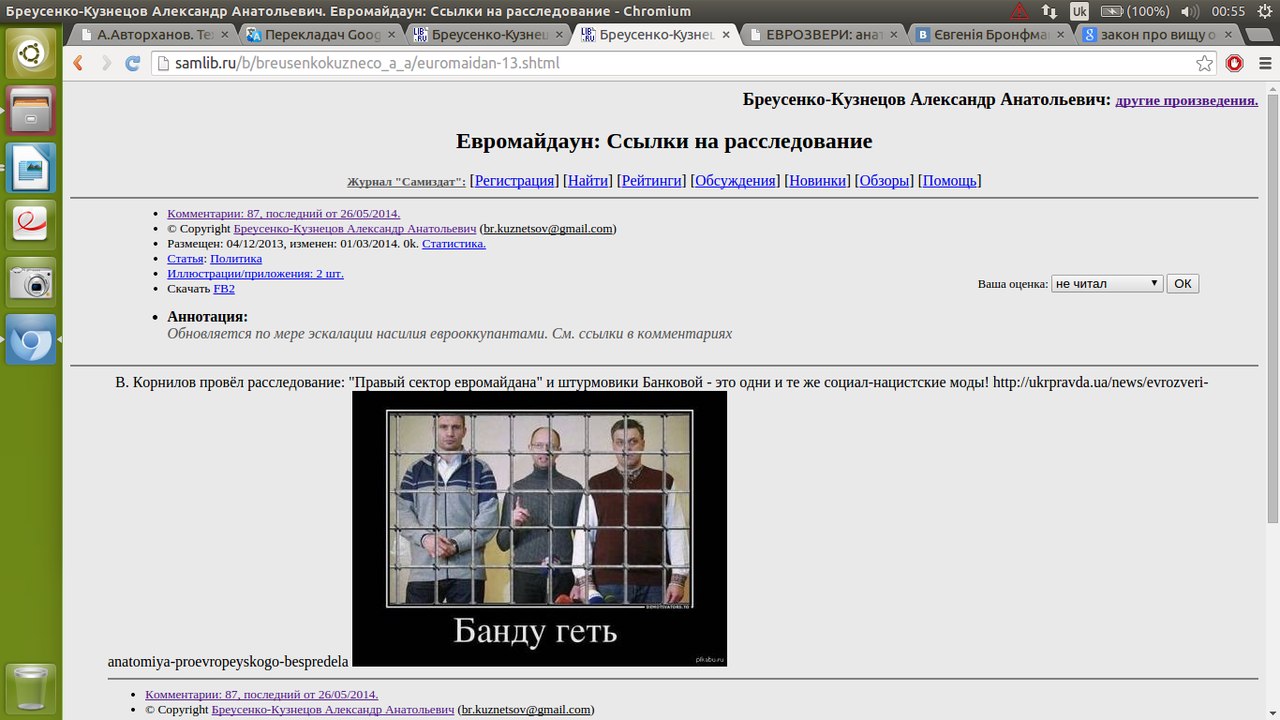 Бреусенко-Кузнецов Александр Анатольевич. Евромайдаун: Ссылки на расследование - Chromium
Uk (100%) 00:55
А.Авторханов. Те
Перекладач Goog
Бреусенко-Кузнец
Бреусенко-Кузнец
ЕВРОЗВЕРИ: анат
Євгенія Бронфма
закон про вищу о
samlib.ru/b/breusenkokuzneco_a_a/euromaidan-13.shtml
Бреусенко-Кузнецов Александр Анатольевич: другие произведения.
Евромайдаун: Ссылки на расследование
Журнал "Самиздат": [Регистрация] [Найти] [Рейтинги] [Обсуждения] [Новинки] [Обзоры] [Помощь]
Комментарии: 87, последний от 26/05/2014.
© Copyright Бреусенко-Кузнецов Александр Анатольевич (br.kuznetsov@gmail.com)
Размещен: 04/12/2013, изменен: 01/03/2014. 0k. Статистика.
Статья: Политика
Иллюстрации/приложения: 2 шт.
Скачать FB2
Ваша оценка: не читал ОК
Аннотация:
Обновляется по мере эскалации насилия еврооккупантами. См. ссылки в комментариях
В. Корнилов провёл расследование: "Правый сектор евромайдана" и штурмовики Банковой - это одни и те же социал-нацистские моды! http://ukrpravda.ua/news/evrozveri-
DEMOTIVATORS.TO
Банду геть
pikabu.ru
anatomiya-proevropeyskogo-bespredela
Комментарии: 87, последний от 26/05/2014.
© Copyright Бреусенко-Кузнецов Александр Анатольевич (br.kuznetsov@gmail.com)